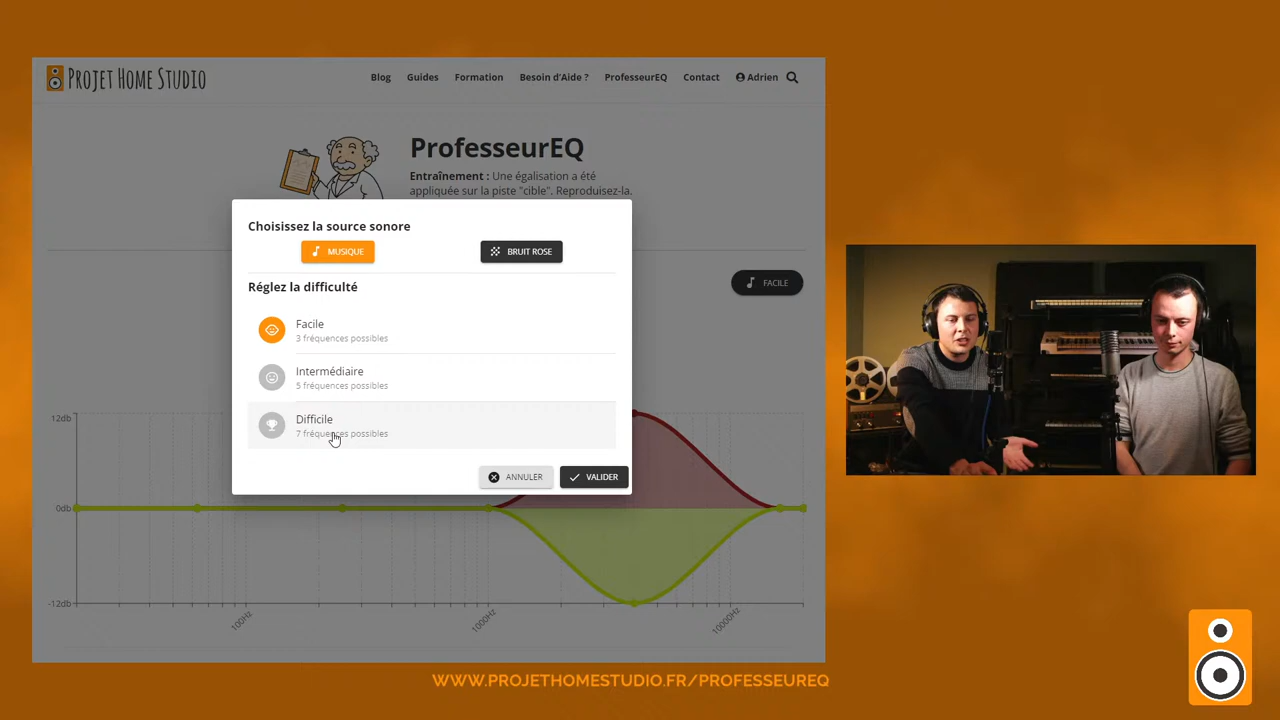 PROJET HOME STUDIO
Blog Guides Formation Besoin d'Aide ? ProfesseurEQ Contact Adrien
ProfesseurEQ
Entraînement : Une égalisation a été
appliquée sur la piste "cible". Reproduisez-la.
Choisissez la source sonore
MUSIQUE BRUIT ROSE
Réglez la difficulté
FACILE
Facile
3 fréquences possibles
Intermédiaire
5 fréquences possibles
Difficile
7 fréquences possibles
ANNULER VALIDER
12db
0db
-12db
100Hz 1000Hz 10000Hz
WWW.PROJETHOMESTUDIO.FR/PROFESSEUREQ